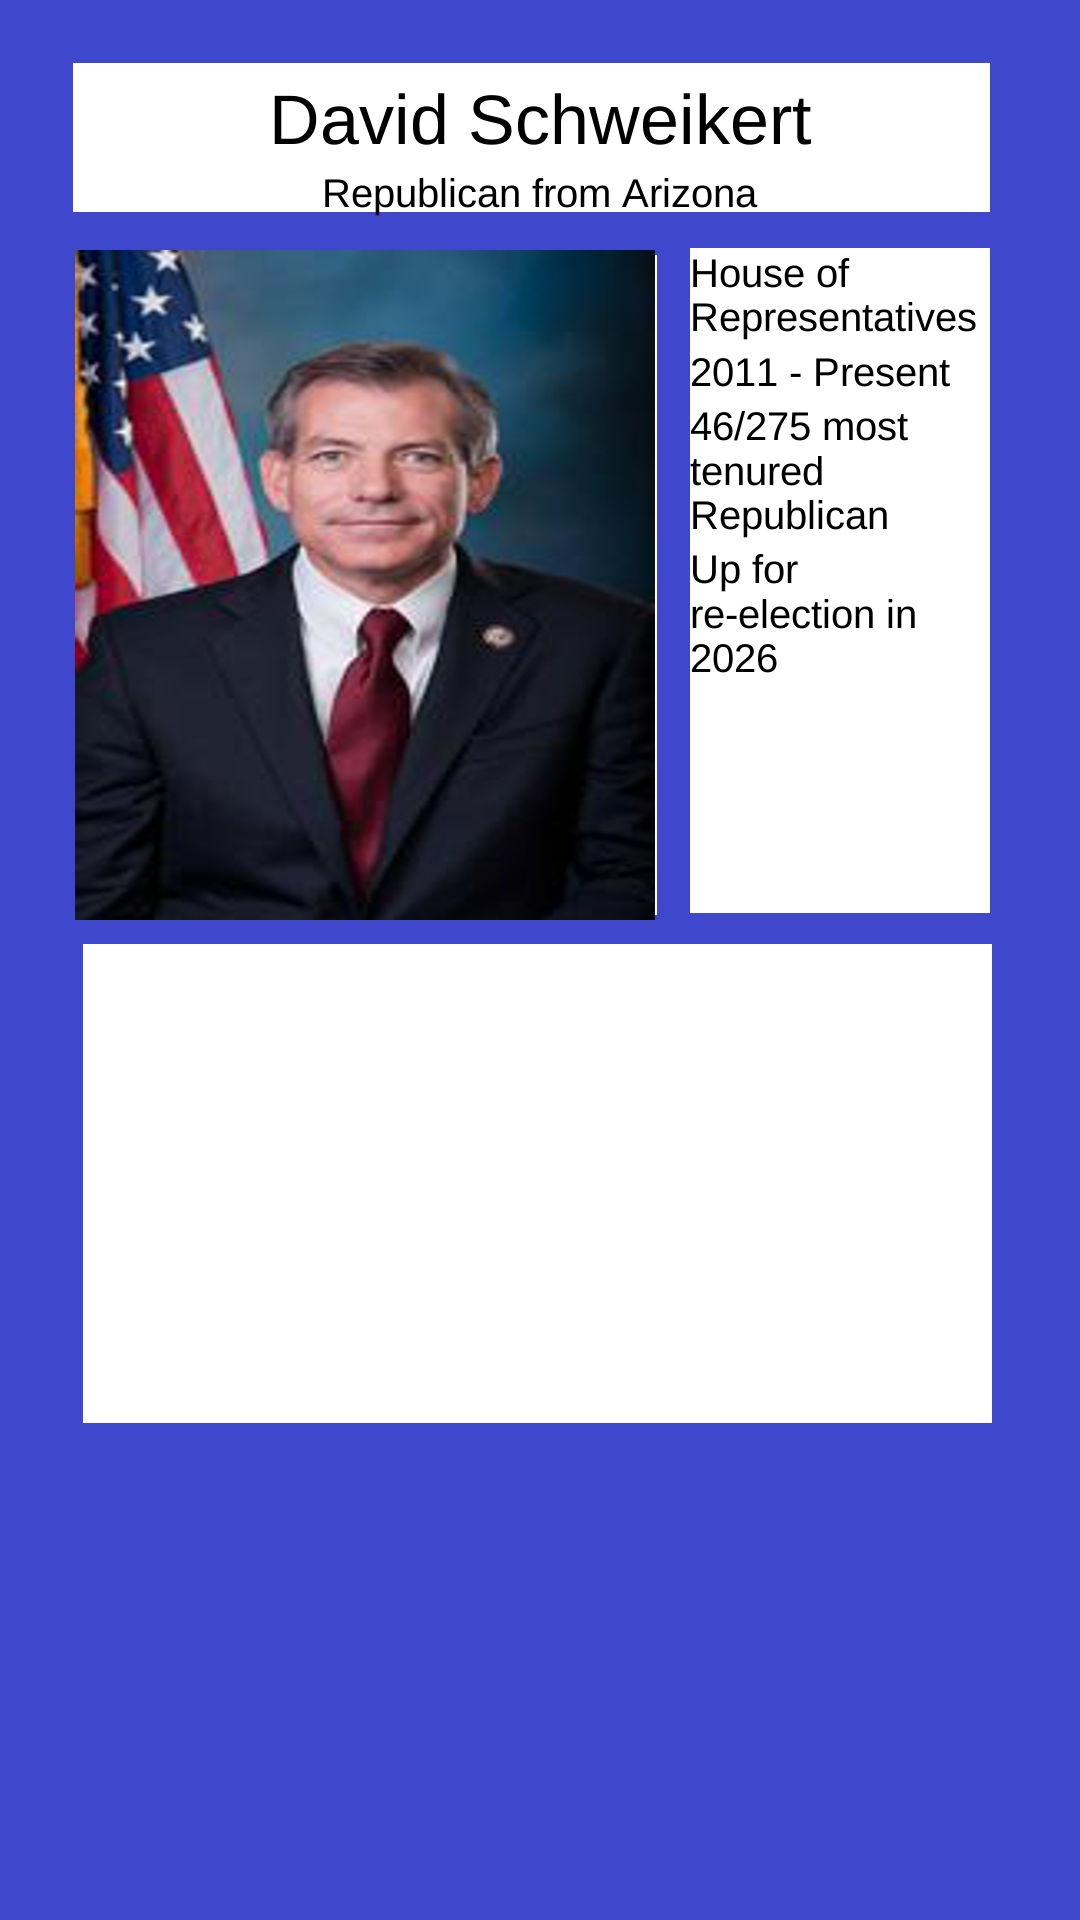 David Schweikert
Republican from Arizona
House of
Representatives
2011 - Present
46/275 most
tenured
Republican
Up for
re-election in
2026